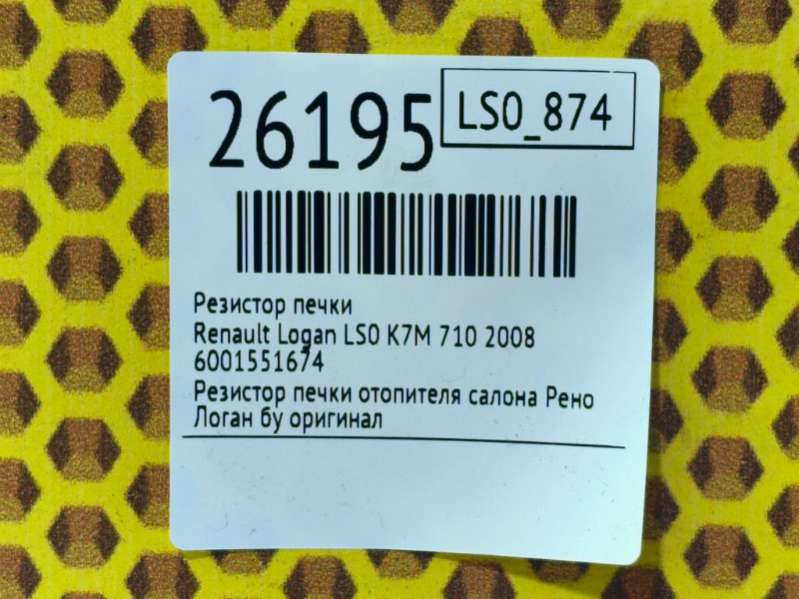 26195
LS0_874
Резистор печки
Renault Logan LS0 K7M 710 2008
6001551674
Резистор печки отопителя салона Рено
Логан бу оригинал